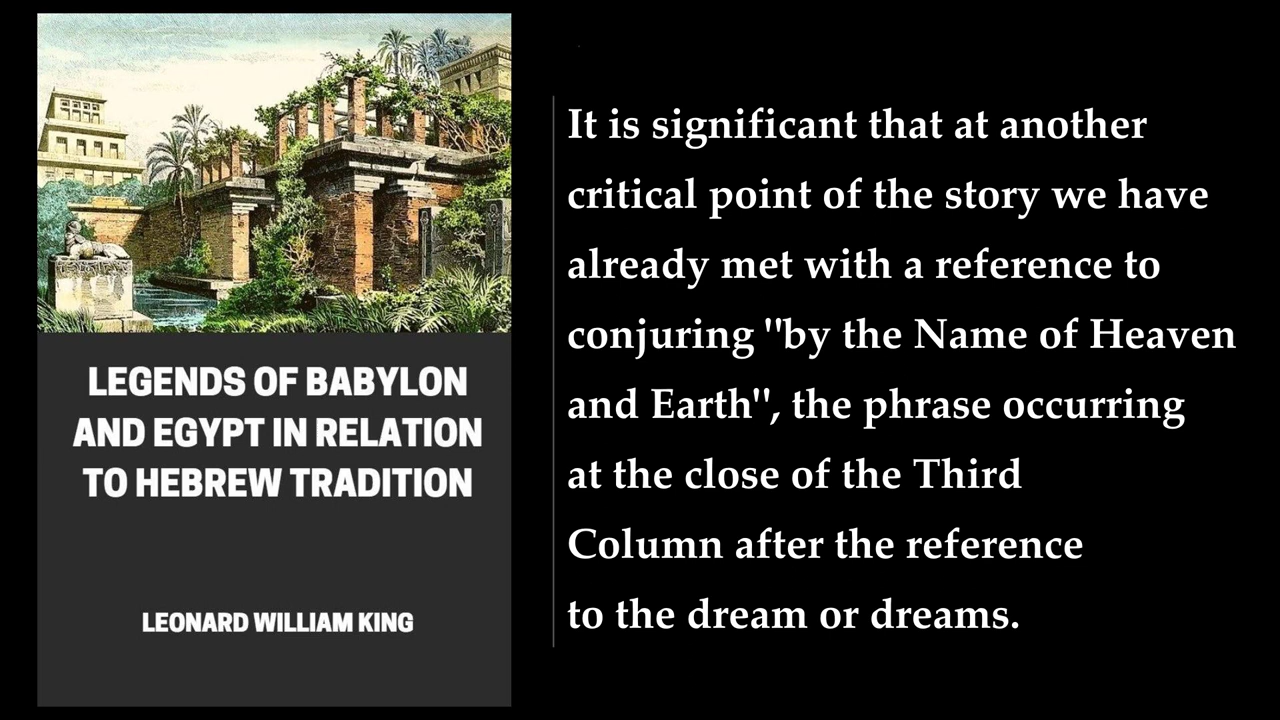 LEGENDS OF BABYLON
AND EGYPT IN RELATION
TO HEBREW TRADITION
LEONARD WILLIAM KING
It is significant that at another
critical point of the story we have
already met with a reference to
conjuring "by the Name of Heaven
and Earth", the phrase occurring
at the close of the Third
Column after the reference
to the dream or dreams.